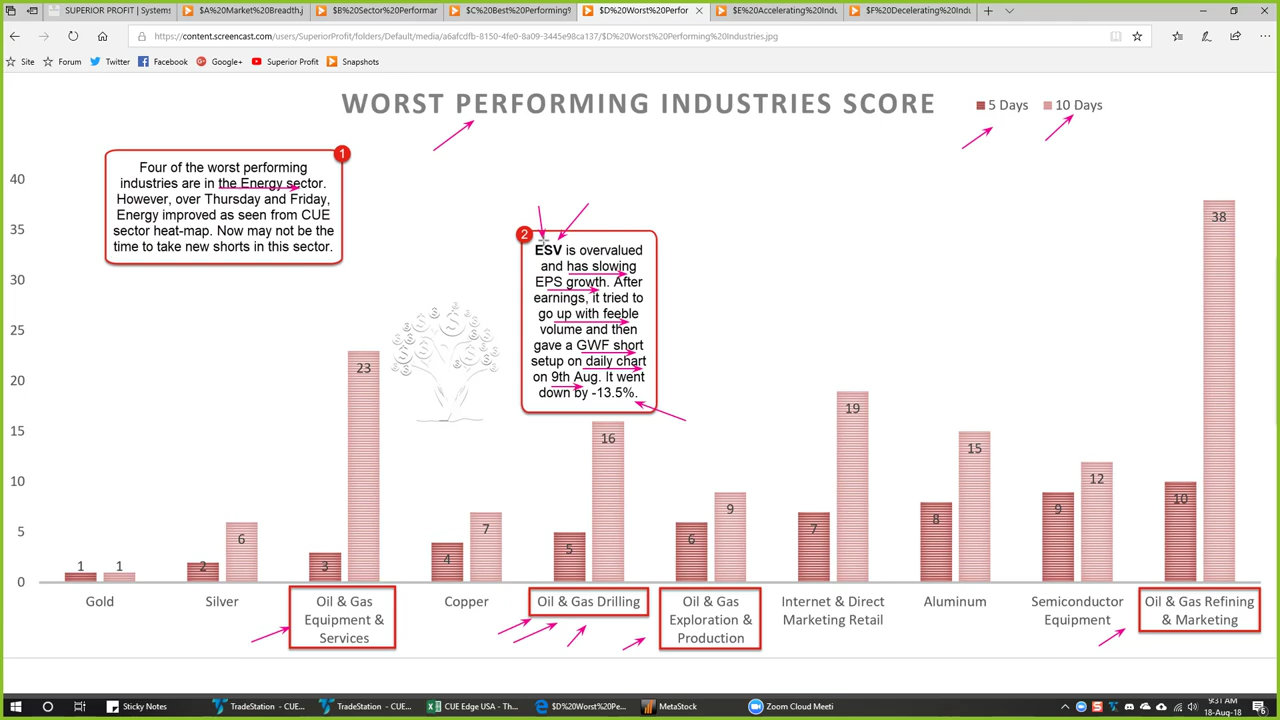 SUPERIOR PROFIT | Systems
$A%20Market%20Breadth.j
$B%20Sector%20Performar
$C%20Best%20Performing%
$D%20Worst%20Perfor
$E%20Accelerating%20Indu
$F%20Decelerating%20Indu
https://content.screencast.com/users/SuperiorProfit/folders/Default/media/a6afcdfb-8150-4fe0-8a09-3445e98ca137/$D%20Worst%20Performing%20Industries.jpg
Site
Forum
Twitter
Facebook
Google+
Superior Profit
Snapshots
WORST PERFORMING INDUSTRIES SCORE
5 Days
10 Days
1
Four of the worst performing
industries are in the Energy sector.
However, over Thursday and Friday,
Energy improved as seen from CUE
sector heat-map. Now may not be the
time to take new shorts in this sector.
2
ESV is overvalued
and has slowing
EPS growth. After
earnings, it tried to
go up with feeble
volume and then
gave a GWF short
setup on daily chart
on 9th Aug. It went
down by -13.5%.
40
35
30
25
20
15
10
5
0
1
1
2
6
3
23
4
7
5
16
6
9
7
19
8
15
9
12
10
38
Gold
Silver
Oil & Gas
Equipment &
Services
Copper
Oil & Gas Drilling
Oil & Gas
Exploration &
Production
Internet & Direct
Marketing Retail
Aluminum
Semiconductor
Equipment
Oil & Gas Refining
& Marketing
Sticky Notes
TradeStation - CUE...
TradeStation - CUE...
CUE Edge USA - Th...
$D%20Worst%20Pe...
MetaStock
Zoom Cloud Meeti
9:31 AM
18-Aug-18
6